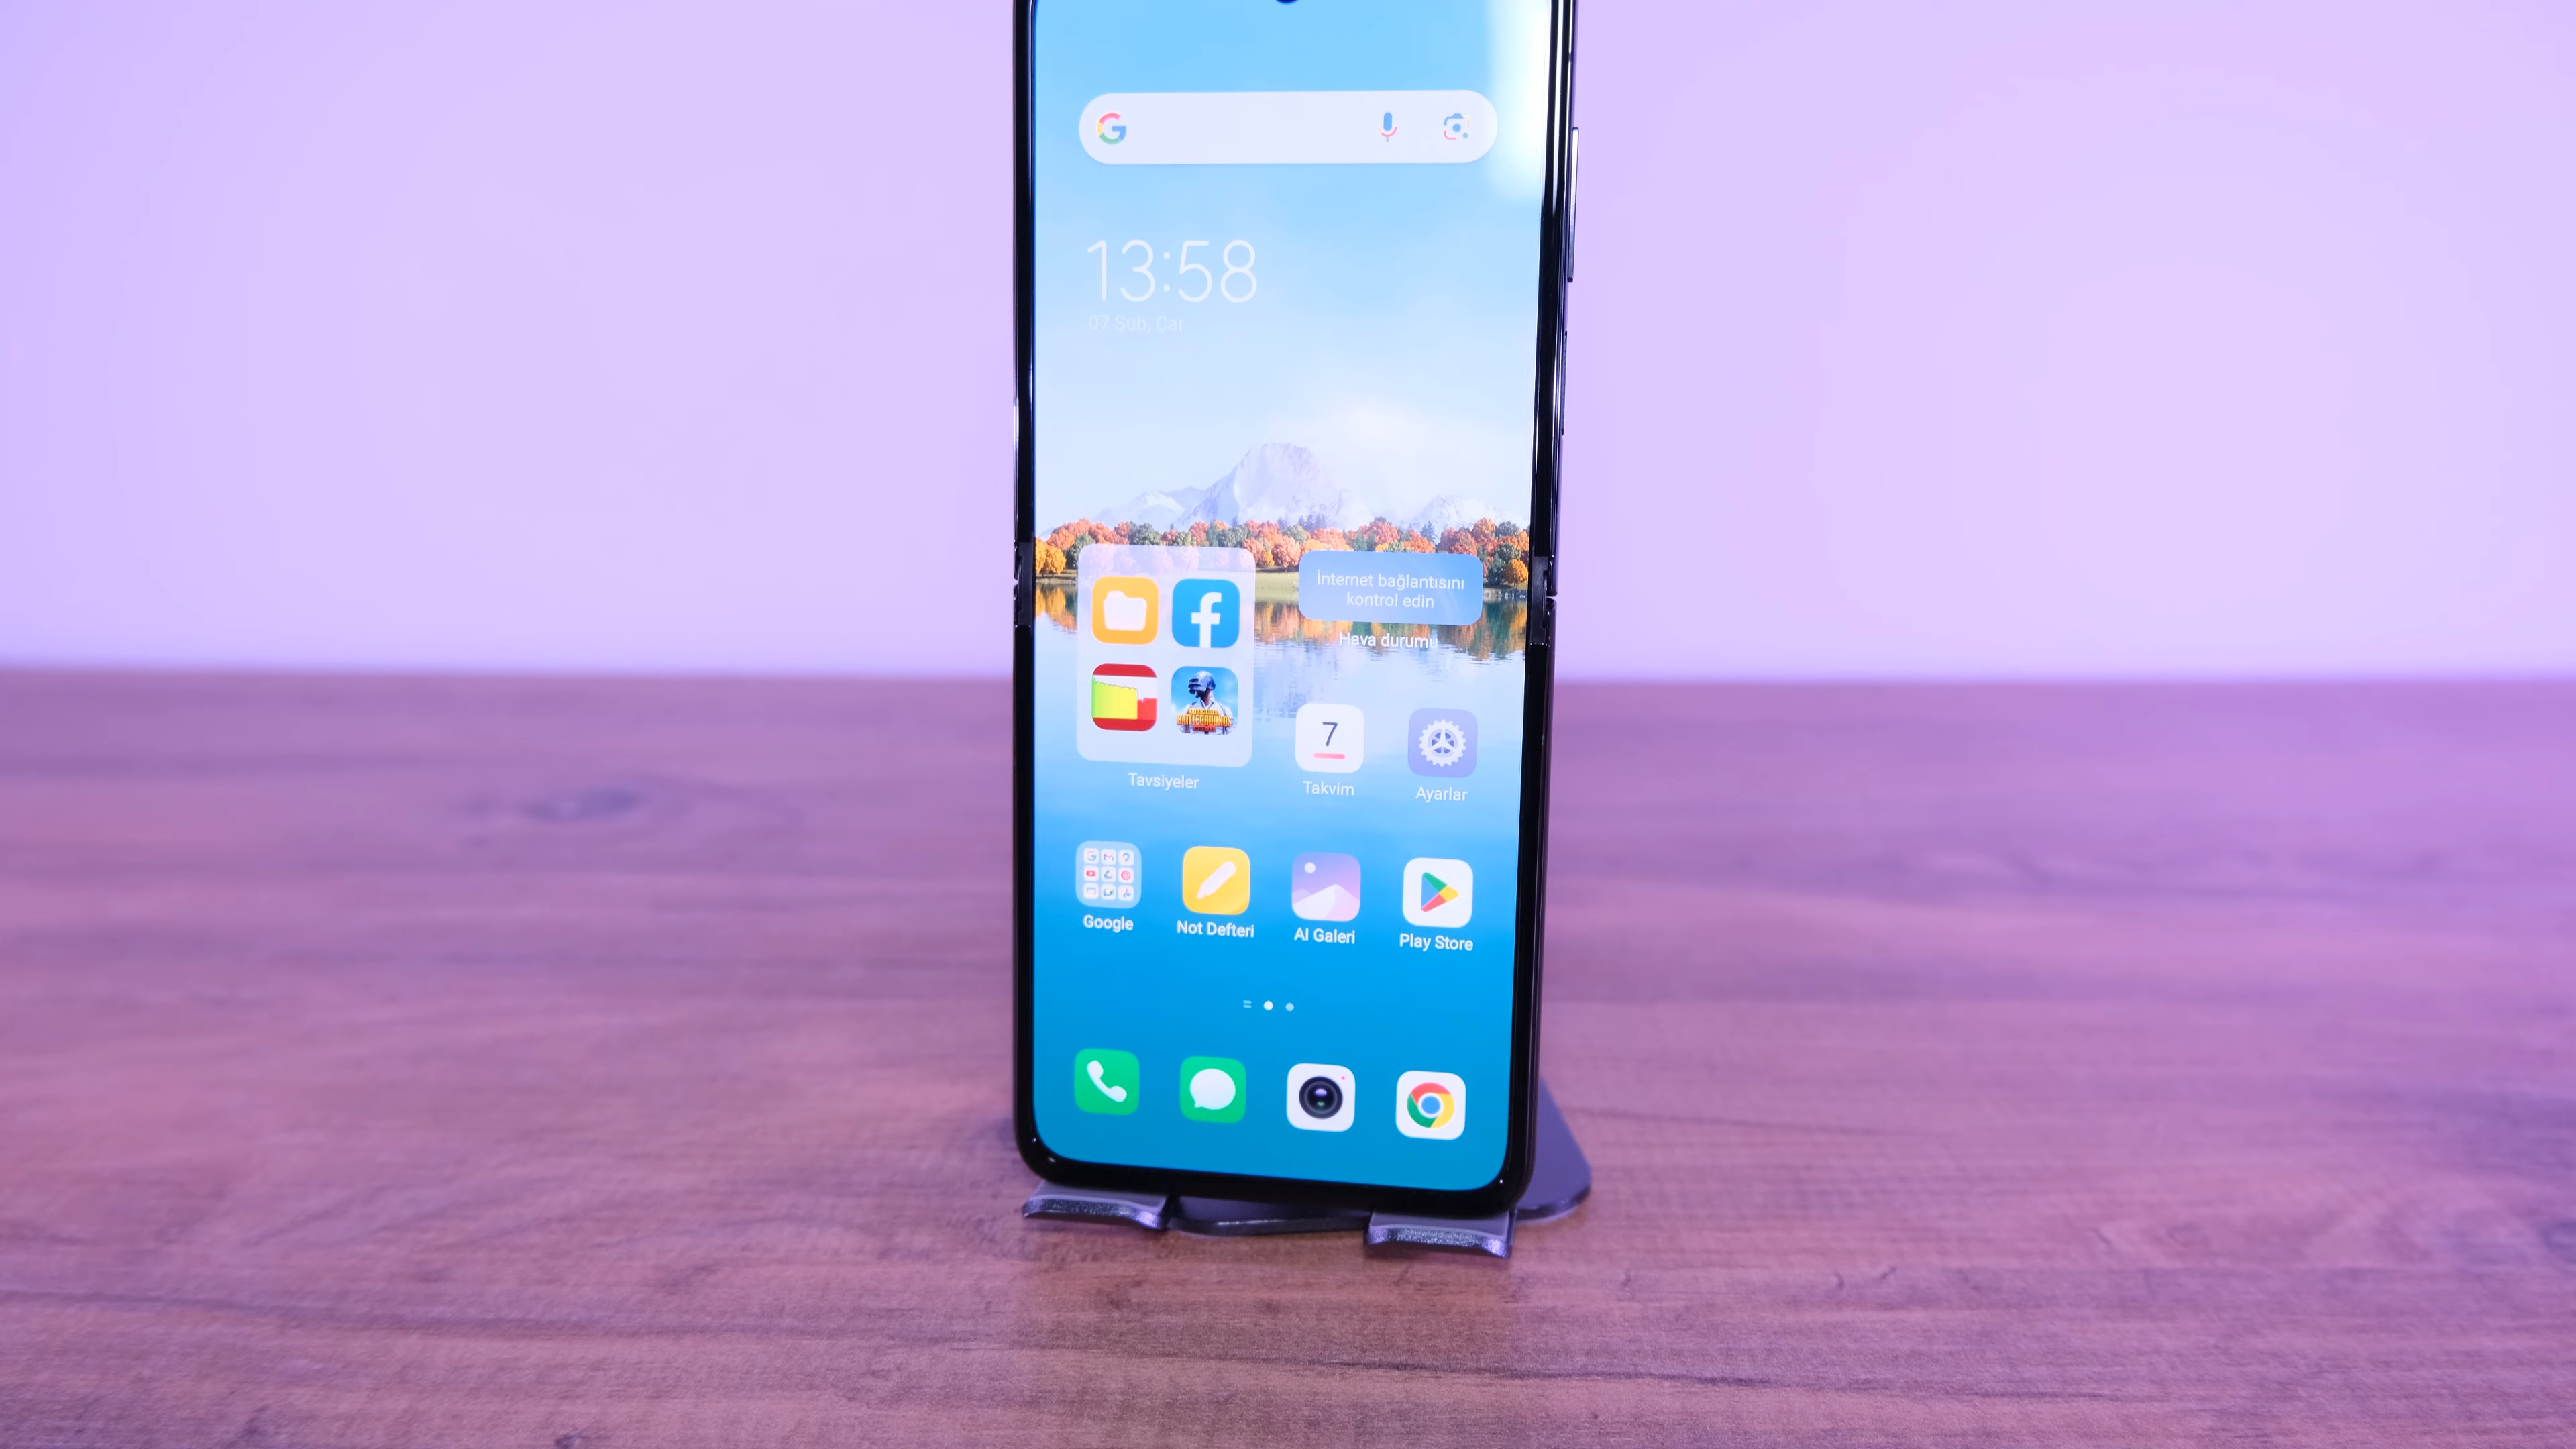 13:58
07 Şub, Çar
İnternet bağlantısını
kontrol edin
Hava durumu
7
Tavsiyeler
Takvim
Ayarlar
Google
Not Defteri
AI Galeri
Play Store